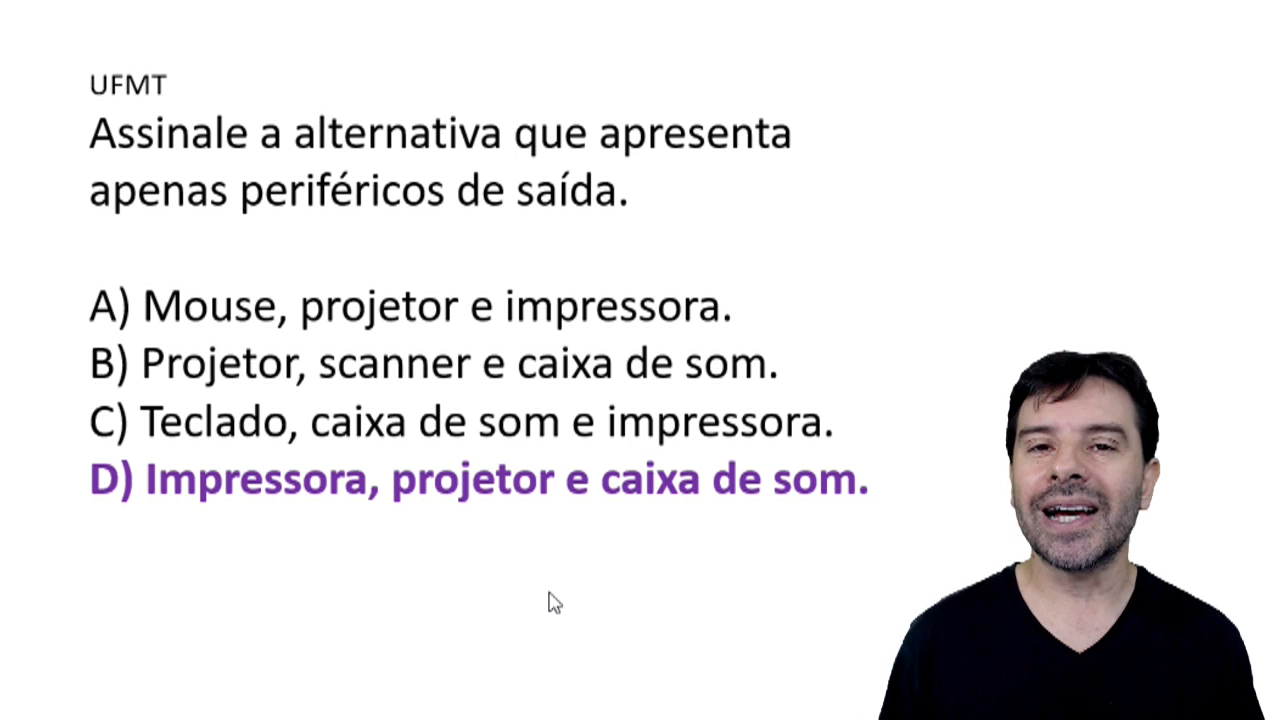 UFMT
Assinale a alternativa que apresenta
apenas periféricos de saída.
A) Mouse, projetor e impressora.
B) Projetor, scanner e caixa de som.
C) Teclado, caixa de som e impressora.
D) Impressora, projetor e caixa de som.